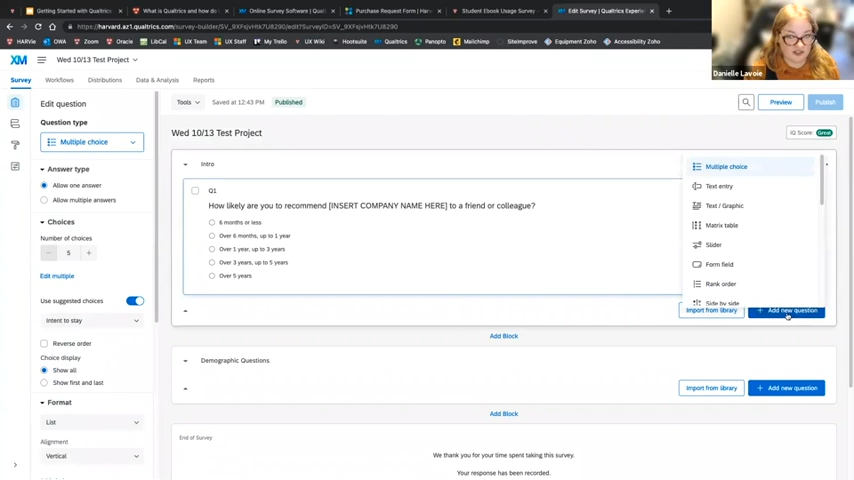 Getting Started with Qualtrics
What is Qualtrics and how do
Online Survey Software | Qu
Purchase Request Form | Har
Student Ebook Usage Survey
Edit Survey | Qualtrics Experie
harvard.az1.qualtrics.com
HARVie
OWA
Zoom
Oracle
LibCal
UX Team
UX Staff
My Trello
UX Wiki
Hootsuite
Qualtrics
Panopto
Mailchimp
SiteImprove
Equipment Zoho
Accessibility Zoho
Danielle Lavoie
XM
Wed 10/13 Test Project
Survey
Workflows
Distributions
Data & Analysis
Reports
Edit question
Question type
Multiple choice
Answer type
Allow one answer
Allow multiple answers
Choices
Number of choices
5
Edit multiple
Use suggested choices
Intent to stay
Reverse order
Choice display
Show all
Show first and last
Format
List
Alignment
Vertical
Tools
Saved at 12:43 PM
Published
Preview
Publish
Wed 10/13 Test Project
iQ Score: Great
Intro
Q1
How likely are you to recommend [INSERT COMPANY NAME HERE] to a friend or colleague?
6 months or less
Over 6 months, up to 1 year
Over 1 year, up to 3 years
Over 3 years, up to 5 years
Over 5 years
Multiple choice
Text entry
Text / Graphic
Matrix table
Slider
Form field
Rank order
Side by side
Import from library
Add new question
Add Block
Demographic Questions
Import from library
Add new question
Add Block
End of Survey
We thank you for your time spent taking this survey.
Your response has been recorded.